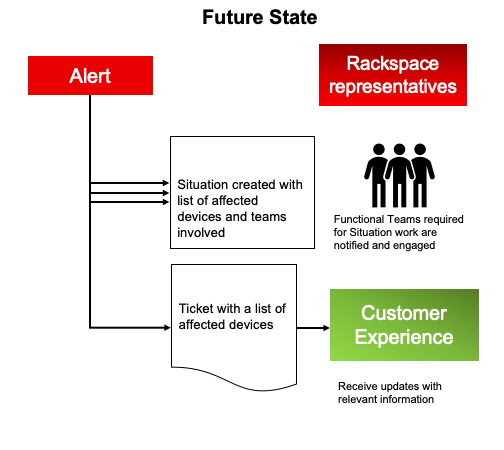 Future State
Alert
Rackspace
representatives
Situation created with
list of affected
devices and teams
involved
Functional Teams required
for Situation work are
notified and engaged
Ticket with a list of
affected devices
Customer
Experience
Receive updates with
relevant information